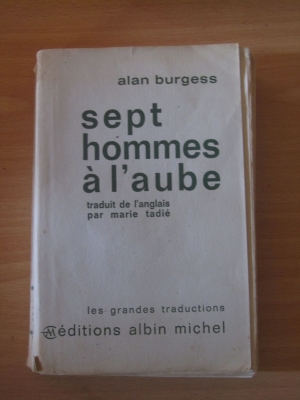 alan burgess
sept
hommes
à l'aube
traduit de l'anglais
par marie tadié
les grandes traductions
éditions albin michel